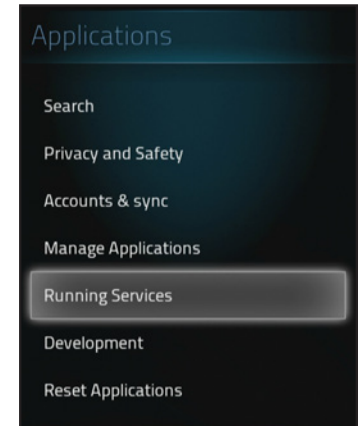 Applications
Search
Privacy and Safety
Accounts & sync
Manage Applications
Running Services
Development
Reset Applications